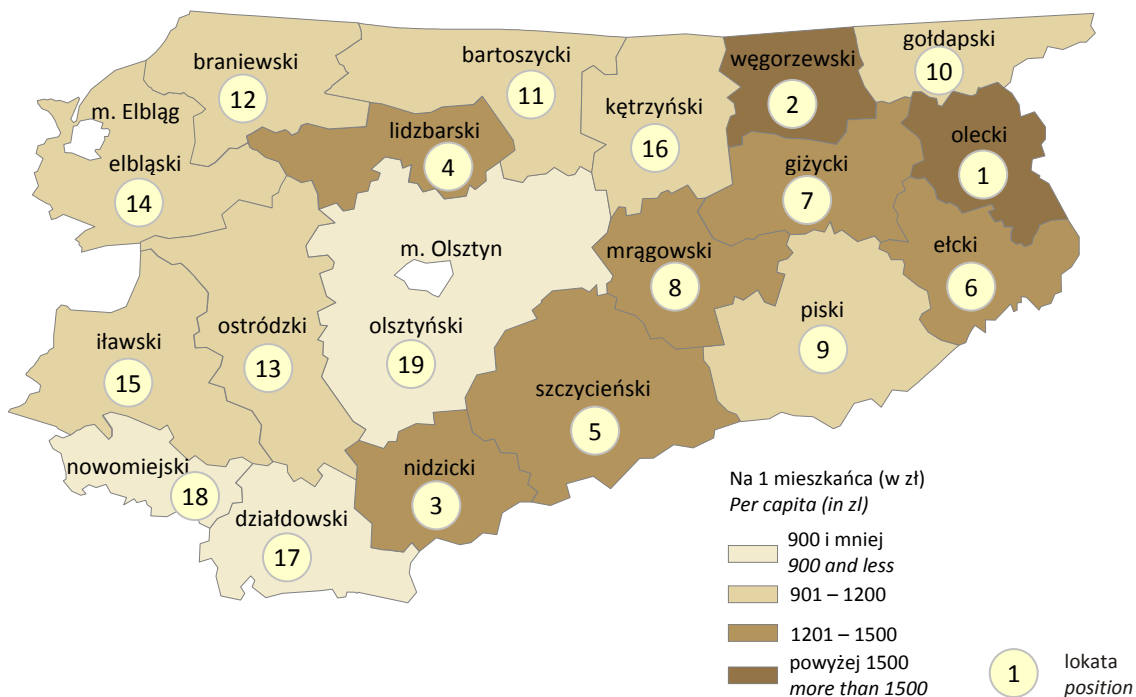 gołdapski
10
węgorzewski
2
bartoszycki
11
braniewski
12
kętrzyński
16
m. Elbląg
lidzbarski
4
olecki
1
elbląski
14
giżycki
7
m. Olsztyn
mrągowski
8
ełcki
6
piski
9
olsztyński
19
ostródzki
13
iławski
15
szczycieński
5
nowomiejski
18
nidzicki
3
działdowski
17
Na 1 mieszkańca (w zł)
Per capita (in zl)
900 i mniej
900 and less
901 – 1200
1201 – 1500
powyżej 1500
more than 1500
1
lokata
position